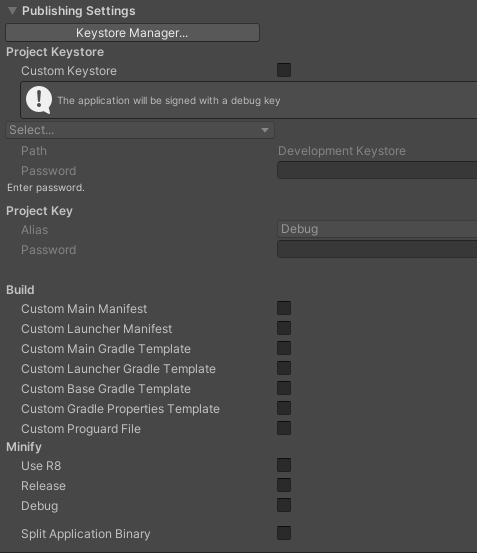 Publishing Settings
Keystore Manager...
Project Keystore
Custom Keystore
The application will be signed with a debug key
Select...
Path Development Keystore
Password
Enter password.
Project Key
Alias Debug
Password
Build
Custom Main Manifest
Custom Launcher Manifest
Custom Main Gradle Template
Custom Launcher Gradle Template
Custom Base Gradle Template
Custom Gradle Properties Template
Custom Proguard File
Minify
Use R8
Release
Debug
Split Application Binary